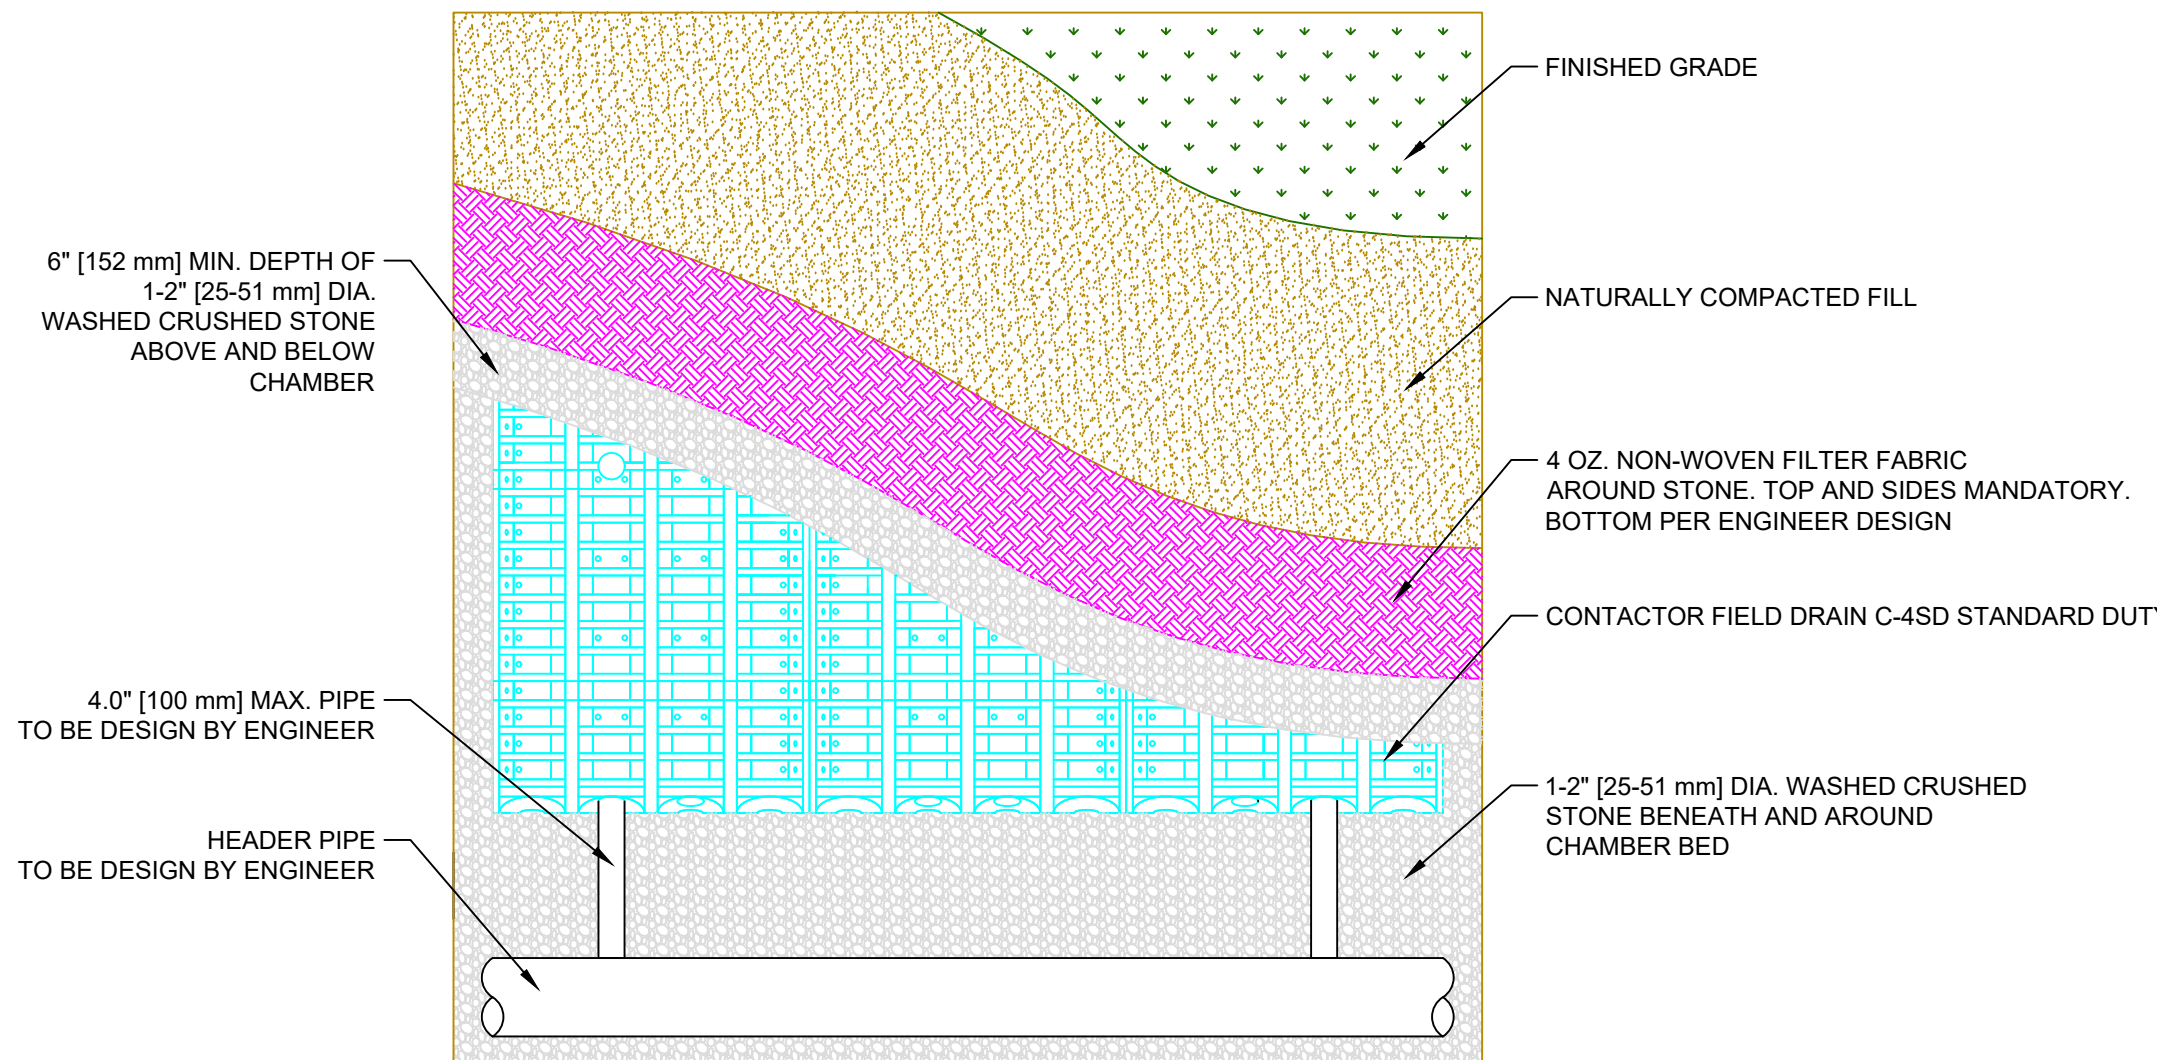 FINISHED GRADE
NATURALLY COMPACTED FILL
4 OZ. NON-WOVEN FILTER FABRIC
AROUND STONE. TOP AND SIDES MANDATORY.
BOTTOM PER ENGINEER DESIGN
CONTACTOR FIELD DRAIN C-4SD STANDARD DUTY
1-2" [25-51 mm] DIA. WASHED CRUSHED
STONE BENEATH AND AROUND
CHAMBER BED
6" [152 mm] MIN. DEPTH OF
1-2" [25-51 mm] DIA.
WASHED CRUSHED STONE
ABOVE AND BELOW
CHAMBER
4.0" [100 mm] MAX. PIPE
TO BE DESIGN BY ENGINEER
HEADER PIPE
TO BE DESIGN BY ENGINEER